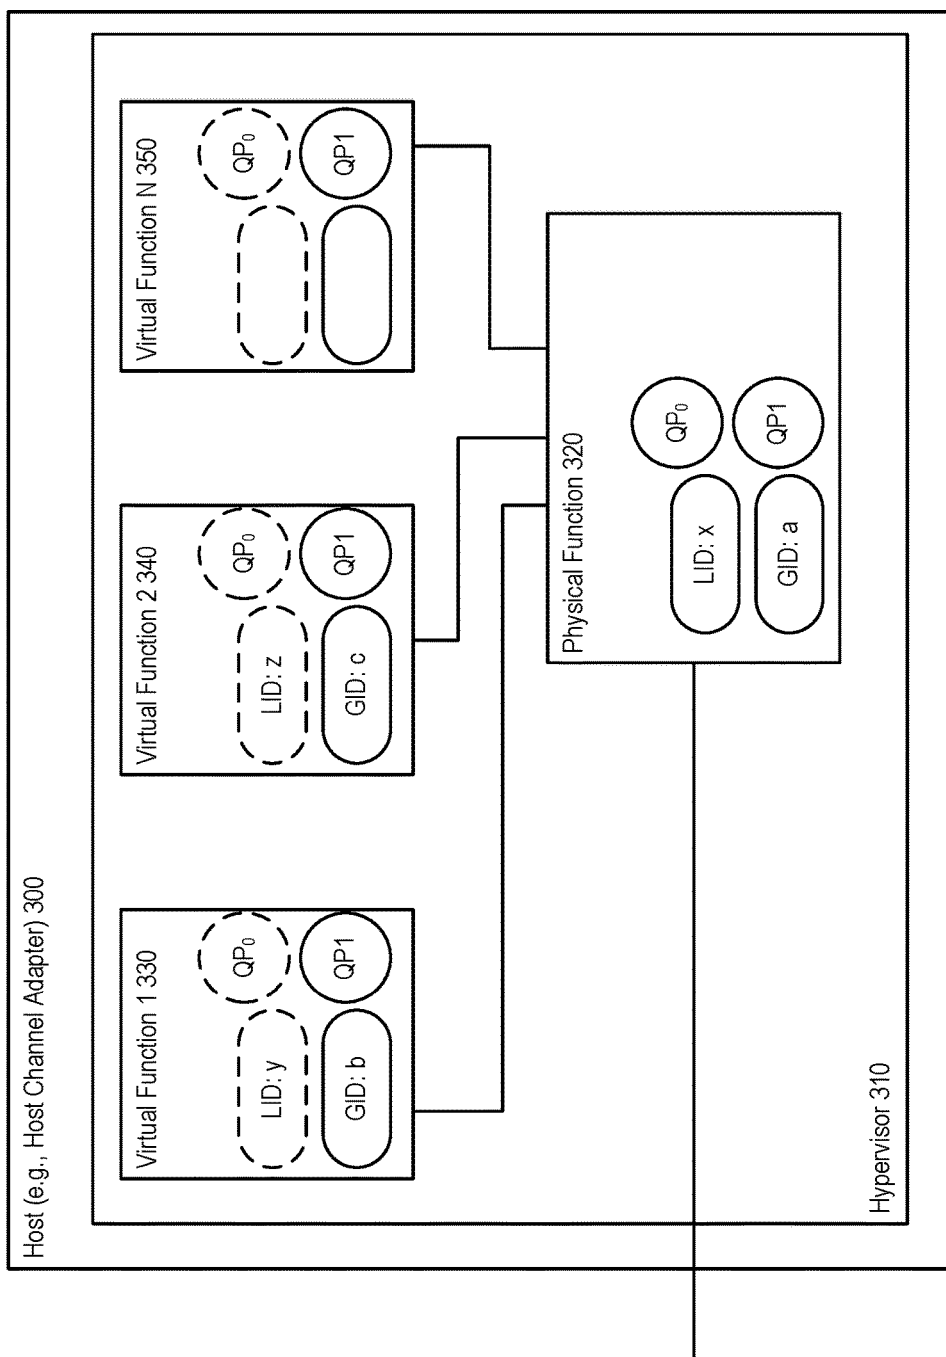 Host (e.g., Host Channel Adapter) 300
Virtual Function 1 330
QP0
LID: y
QP1
GID: b
Virtual Function 2 340
QP0
LID: z
QP1
GID: c
Virtual Function N 350
QP0
QP1
Physical Function 320
QP0
LID: x
QP1
GID: a
Hypervisor 310